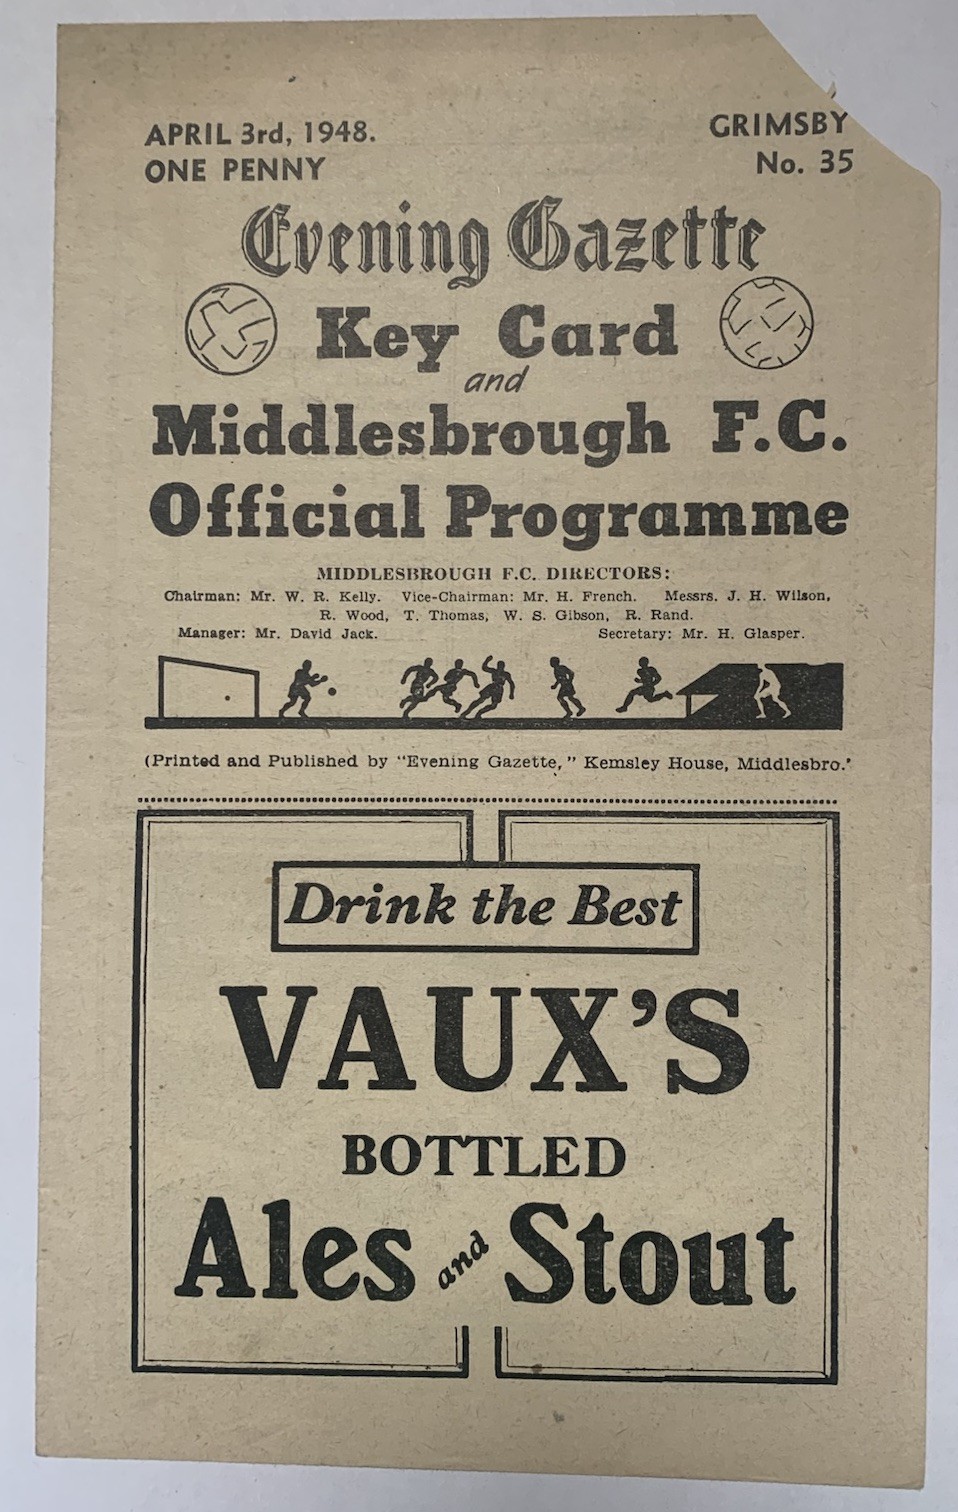 APRIL 3rd, 1948.
ONE PENNY
GRIMSBY
No. 35
Evening Gazette
Key Card
and
Middlesbrough F.C.
Official Programme
MIDDLESBROUGH F.C. DIRECTORS:
Chairman: Mr. W. R. Kelly. Vice-Chairman: Mr. H. French. Messrs. J. H. Wilson,
R. Wood, T. Thomas, W. S. Gibson, R. Rand.
Manager: Mr. David Jack. Secretary: Mr. H. Glasper.
(Printed and Published by "Evening Gazette," Kemsley House, Middlesbro.'
Drink the Best
VAUX'S
BOTTLED
Ales and Stout